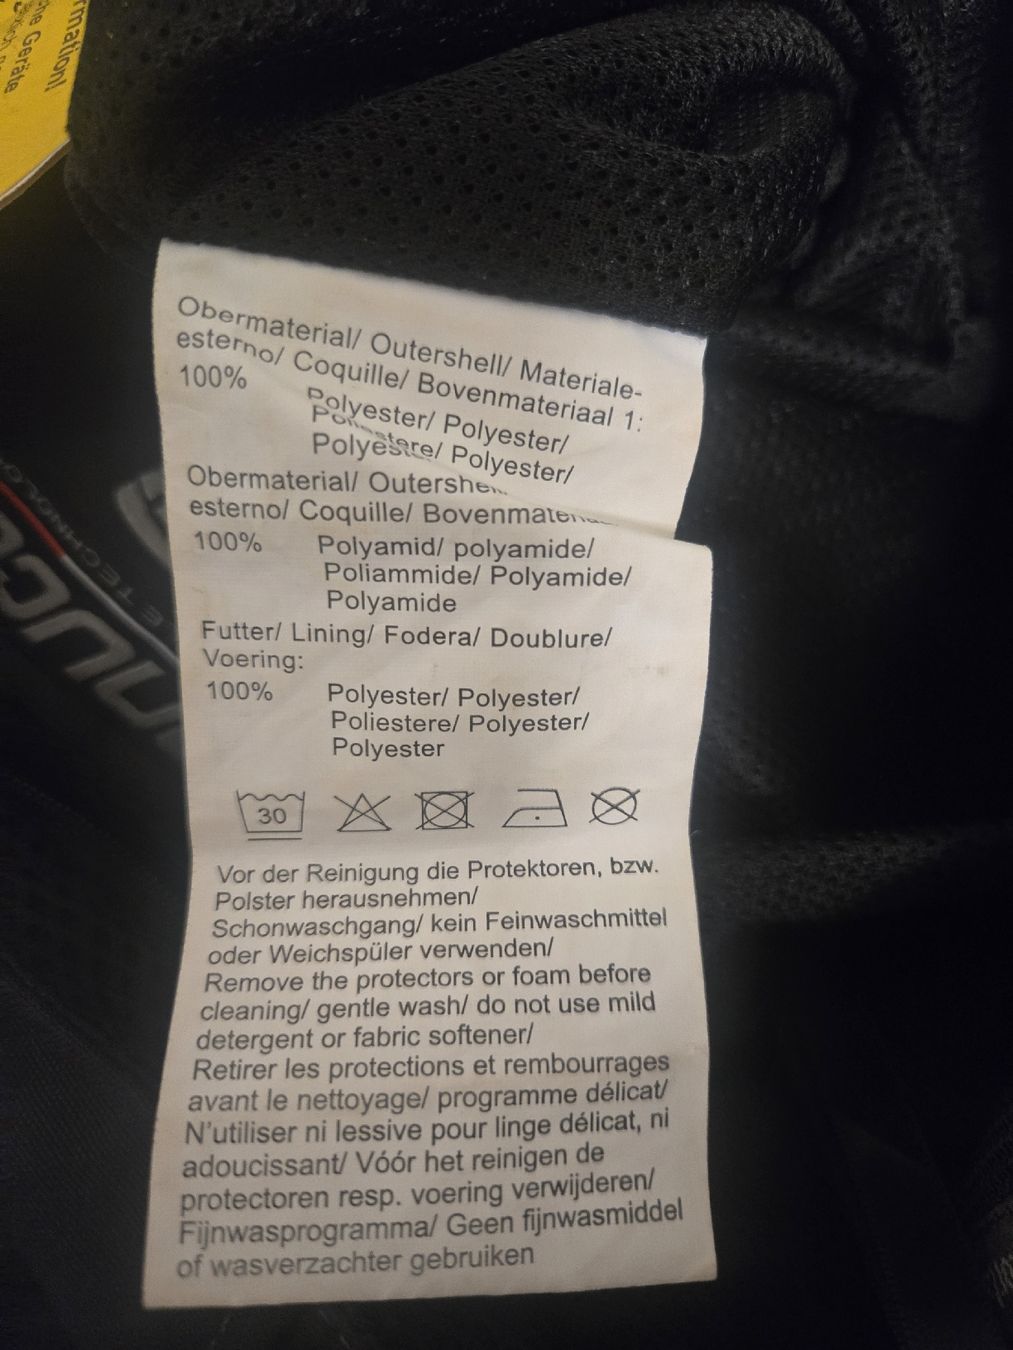 rmation!
che Geräte
Obermaterial/ Outershell/ Materiale-
esterno/ Coquille/ Bovenmateriaal 1:
100%
Polyester/ Polyester/
Polyestere/ Polyester/
Obermaterial/ Outershe
esterno/ Coquille/ Bovenmate
100% Polyamid/ polyamide/
Poliammide/ Polyamide/
Polyamide
Futter/ Lining/ Fodera/ Doublure/
Voering:
100% Polyester/ Polyester/
Poliestere/ Polyester/
Polyester
30
Vor der Reinigung die Protektoren, bzw.
Polster herausnehmen/
Schonwaschgang/ kein Feinwaschmittel
oder Weichspüler verwenden/
Remove the protectors or foam before
cleaning/ gentle wash/ do not use mild
detergent or fabric softener/
Retirer les protections et rembourrages
avant le nettoyage/ programme délicat/
N'utiliser ni lessive pour linge délicat, ni
adoucissant/ Vóór het reinigen de
protectoren resp. voering verwijderen/
Fijnwasprogramma/ Geen fijnwasmiddel
of wasverzachter gebruiken